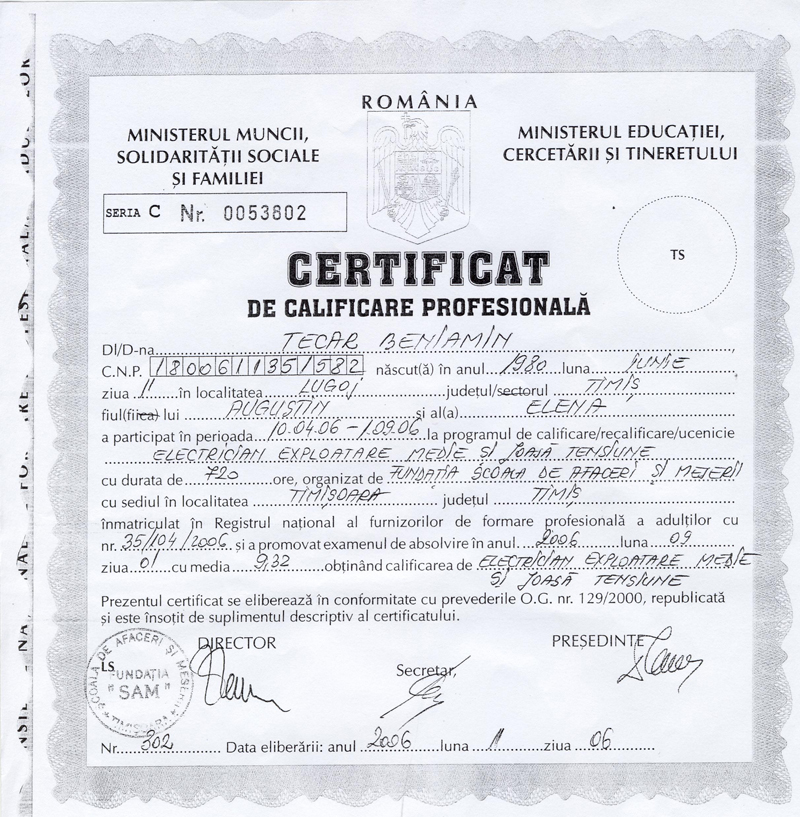 ROMÂNIA
MINISTERUL MUNCII,
SOLIDARITĂȚII SOCIALE
ȘI FAMILIEI
MINISTERUL EDUCAȚIEI,
CERCETĂRII ȘI TINERETULUI
SERIA C Nr. 0053802
TS
CERTIFICAT
DE CALIFICARE PROFESIONALĂ
Dl/D-na TECAR BENIAMIN,
C.N.P. 1800611351582 născut(ă) în anul 1980 luna IUNIE
ziua 11 în localitatea LUGOJ județul/sectorul TIMIȘ
fiul(fiica) lui AUGUSTIN și al(a) ELENA
a participat în perioada 10.04.06 - 1.09.06 la programul de calificare/recalificare/ucenicie
ELECTRICIAN EXPLOATARE MEDIE ȘI JOASĂ TENSIUNE
cu durata de 720 ore, organizat de FUNDAȚIA ȘCOALA DE AFACERI ȘI MEȘERII
cu sediul în localitatea TIMIȘOARA județul TIMIȘ
înmatriculat în Registrul național al furnizorilor de formare profesională a adulților cu
nr. 35/104/2006 și a promovat examenul de absolvire în anul 2006 luna 09
ziua 01 cu media 9,32 obținând calificarea de ELECTRICIAN EXPLOATARE MEDIE
ȘI JOASĂ TENSIUNE
Prezentul certificat se eliberează în conformitate cu prevederile O.G. nr. 129/2000, republicată
și este însoțit de suplimentul descriptiv al certificatului.
DIRECTOR
PREȘEDINTE
Secretar,
LS
ȘCOALA DE AFACERI ȘI MESERII
FUNDAȚIA
"SAM"
TIMIȘOARA
Nr. 302 Data eliberării: anul 2006 luna 11 ziua 06